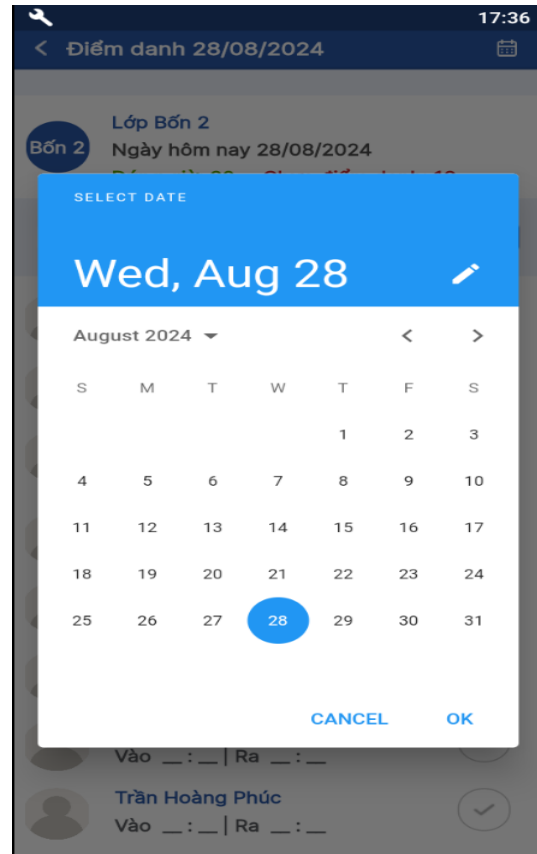 17:36
Điểm danh 28/08/2024
Bốn 2
Lớp Bốn 2
Ngày hôm nay 28/08/2024
SELECT DATE
Wed, Aug 28
August 2024
S M T W T F S
1 2 3
4 5 6 7 8 9 10
11 12 13 14 15 16 17
18 19 20 21 22 23 24
25 26 27 28 29 30 31
CANCEL OK
Vào __:__ | Ra __:__
Trần Hoàng Phúc
Vào __:__ | Ra __:__